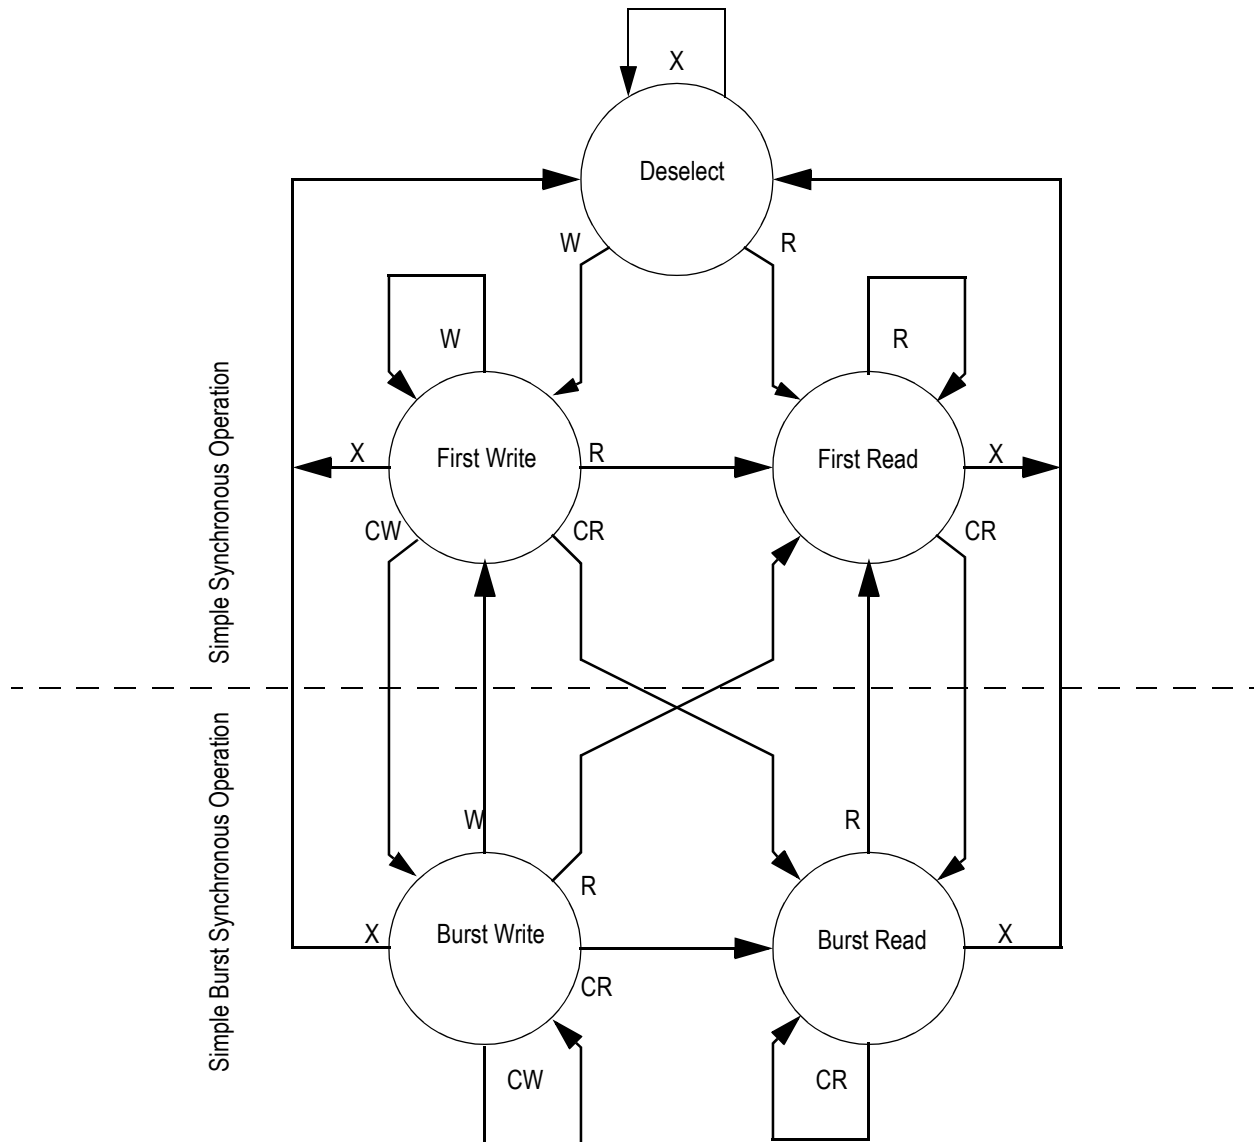 X
Deselect
W
R
W
R
Simple Synchronous Operation
X
First Write
R
First Read
X
CW
CR
CR
Simple Burst Synchronous Operation
W
R
R
X
Burst Write
Burst Read
X
CR
CW
CR